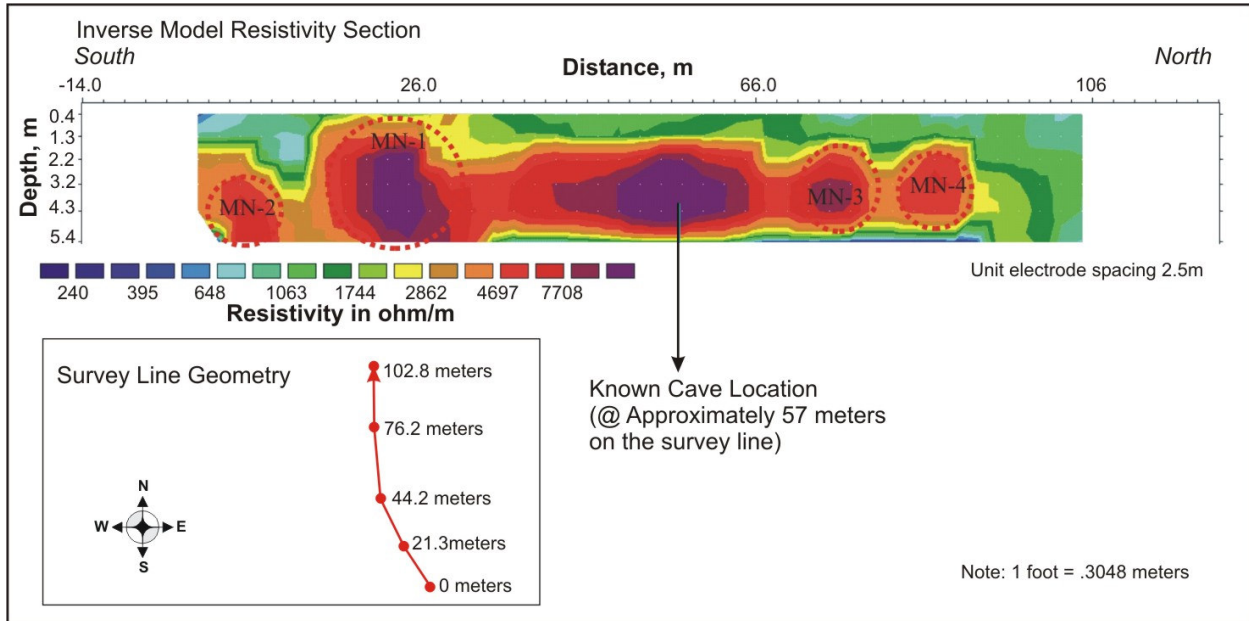 Inverse Model Resistivity Section
South
North
Distance, m
-14.0 26.0 66.0 106
Depth, m
0.4
1.3
2.2
3.2
4.3
5.4
MN-1
MN-2
MN-3
MN-4
240 395 648 1063 1744 2862 4697 7708
Resistivity in ohm/m
Unit electrode spacing 2.5m
Known Cave Location
(@ Approximately 57 meters
on the survey line)
Survey Line Geometry
102.8 meters
76.2 meters
44.2 meters
21.3meters
0 meters
N
W E
S
Note: 1 foot = .3048 meters